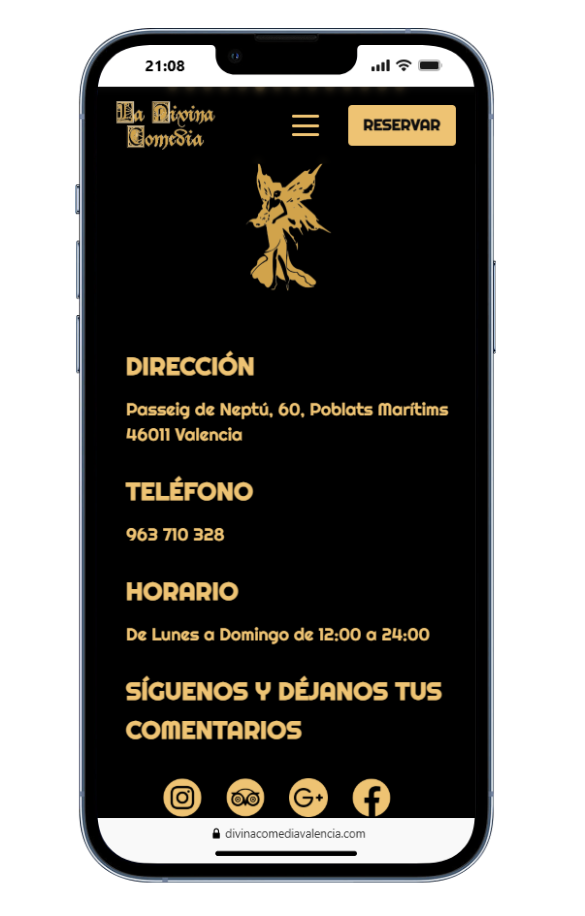 21:08
La Divina
Comedia
RESERVAR
DIRECCIÓN
Passeig de Neptú, 60, Poblats Marítims
46011 Valencia
TELÉFONO
963 710 328
HORARIO
De Lunes a Domingo de 12:00 a 24:00
SÍGUENOS Y DÉJANOS TUS
COMENTARIOS
G+
divinacomediavalencia.com